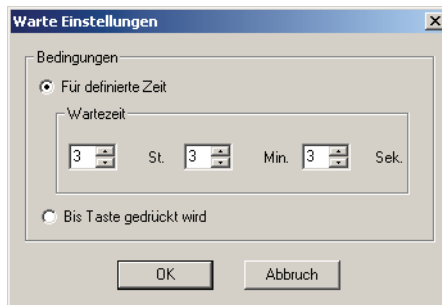 Warte Einstellungen
Bedingungen
Für definierte Zeit
Wartezeit
3 St. 3 Min. 3 Sek.
Bis Taste gedrückt wird
OK Abbruch